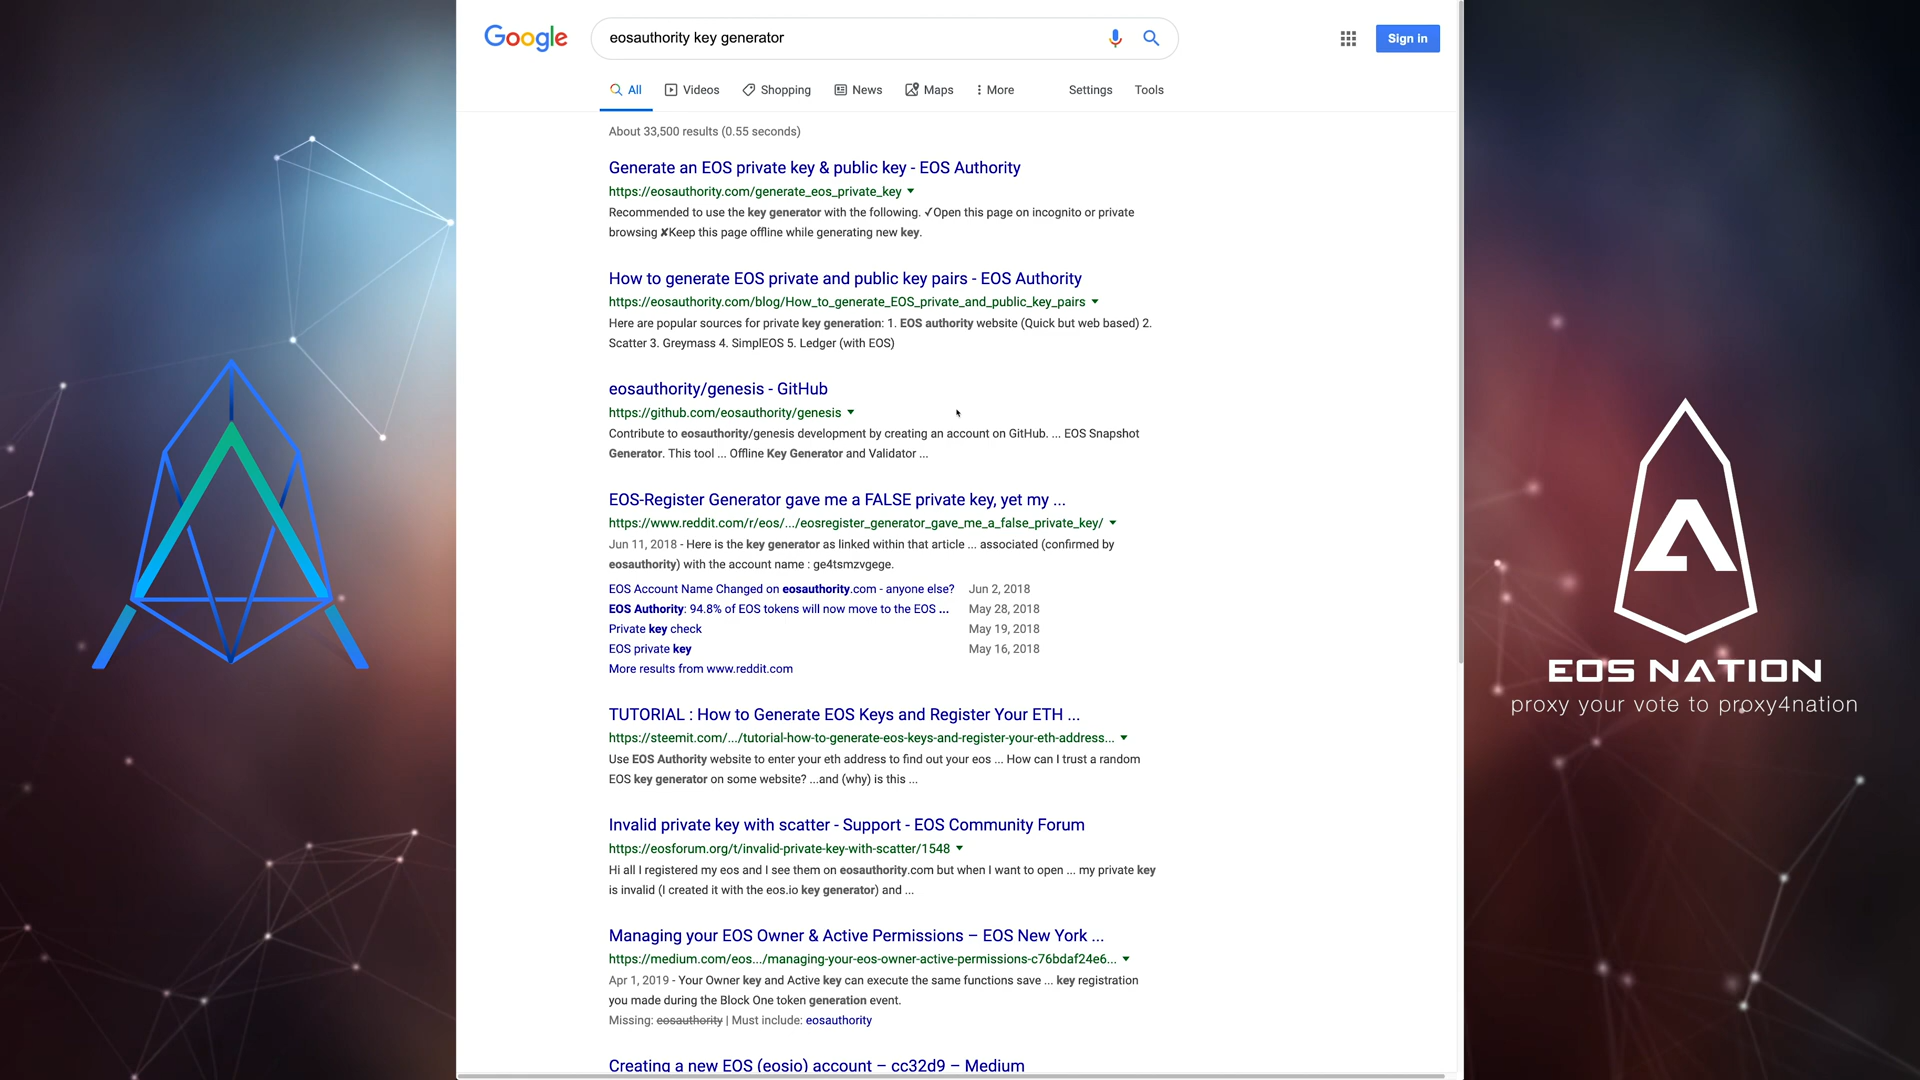 Google
eosauthority key generator
Sign in
All
Videos
Shopping
News
Maps
More
Settings
Tools
About 33,500 results (0.55 seconds)
Generate an EOS private key & public key - EOS Authority
https://eosauthority.com/generate_eos_private_key
Recommended to use the key generator with the following. ✓Open this page on incognito or private
browsing ✘Keep this page offline while generating new key.
How to generate EOS private and public key pairs - EOS Authority
https://eosauthority.com/blog/How_to_generate_EOS_private_and_public_key_pairs
Here are popular sources for private key generation: 1. EOS authority website (Quick but web based) 2.
Scatter 3. Greymass 4. SimplEOS 5. Ledger (with EOS)
eosauthority/genesis - GitHub
https://github.com/eosauthority/genesis
Contribute to eosauthority/genesis development by creating an account on GitHub. ... EOS Snapshot
Generator. This tool ... Offline Key Generator and Validator ...
EOS-Register Generator gave me a FALSE private key, yet my ...
https://www.reddit.com/r/eos/.../eosregister_generator_gave_me_a_false_private_key/
Jun 11, 2018 - Here is the key generator as linked within that article ... associated (confirmed by
eosauthority) with the account name : ge4tsmzvgege.
EOS Account Name Changed on eosauthority.com - anyone else? Jun 2, 2018
EOS Authority: 94.8% of EOS tokens will now move to the EOS ... May 28, 2018
Private key check May 19, 2018
EOS private key May 16, 2018
More results from www.reddit.com
TUTORIAL : How to Generate EOS Keys and Register Your ETH ...
https://steemit.com/.../tutorial-how-to-generate-eos-keys-and-register-your-eth-address...
Use EOS Authority website to enter your eth address to find out your eos ... How can I trust a random
EOS key generator on some website? ...and (why) is this ...
Invalid private key with scatter - Support - EOS Community Forum
https://eosforum.org/t/invalid-private-key-with-scatter/1548
Hi all I registered my eos and I see them on eosauthority.com but when I want to open ... my private key
is invalid (I created it with the eos.io key generator) and ...
Managing your EOS Owner & Active Permissions – EOS New York ...
https://medium.com/eos.../managing-your-eos-owner-active-permissions-c76bdaf24e6...
Apr 1, 2019 - Your Owner key and Active key can execute the same functions save ... key registration
you made during the Block One token generation event.
Missing: eosauthority | Must include: eosauthority
Creating a new EOS (eosio) account – cc32d9 – Medium
EOS NATION
proxy your vote to proxy4nation